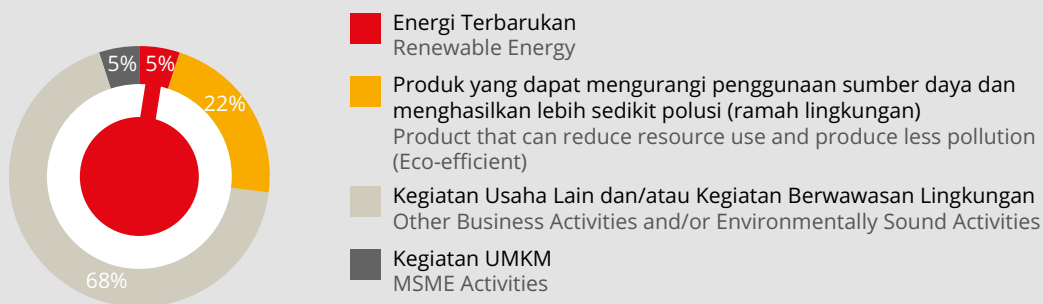 5% 5%
22%
68%
Energi Terbarukan
Renewable Energy
Produk yang dapat mengurangi penggunaan sumber daya dan
menghasilkan lebih sedikit polusi (ramah lingkungan)
Product that can reduce resource use and produce less pollution
(Eco-efficient)
Kegiatan Usaha Lain dan/atau Kegiatan Berwawasan Lingkungan
Other Business Activities and/or Environmentally Sound Activities
Kegiatan UMKM
MSME Activities